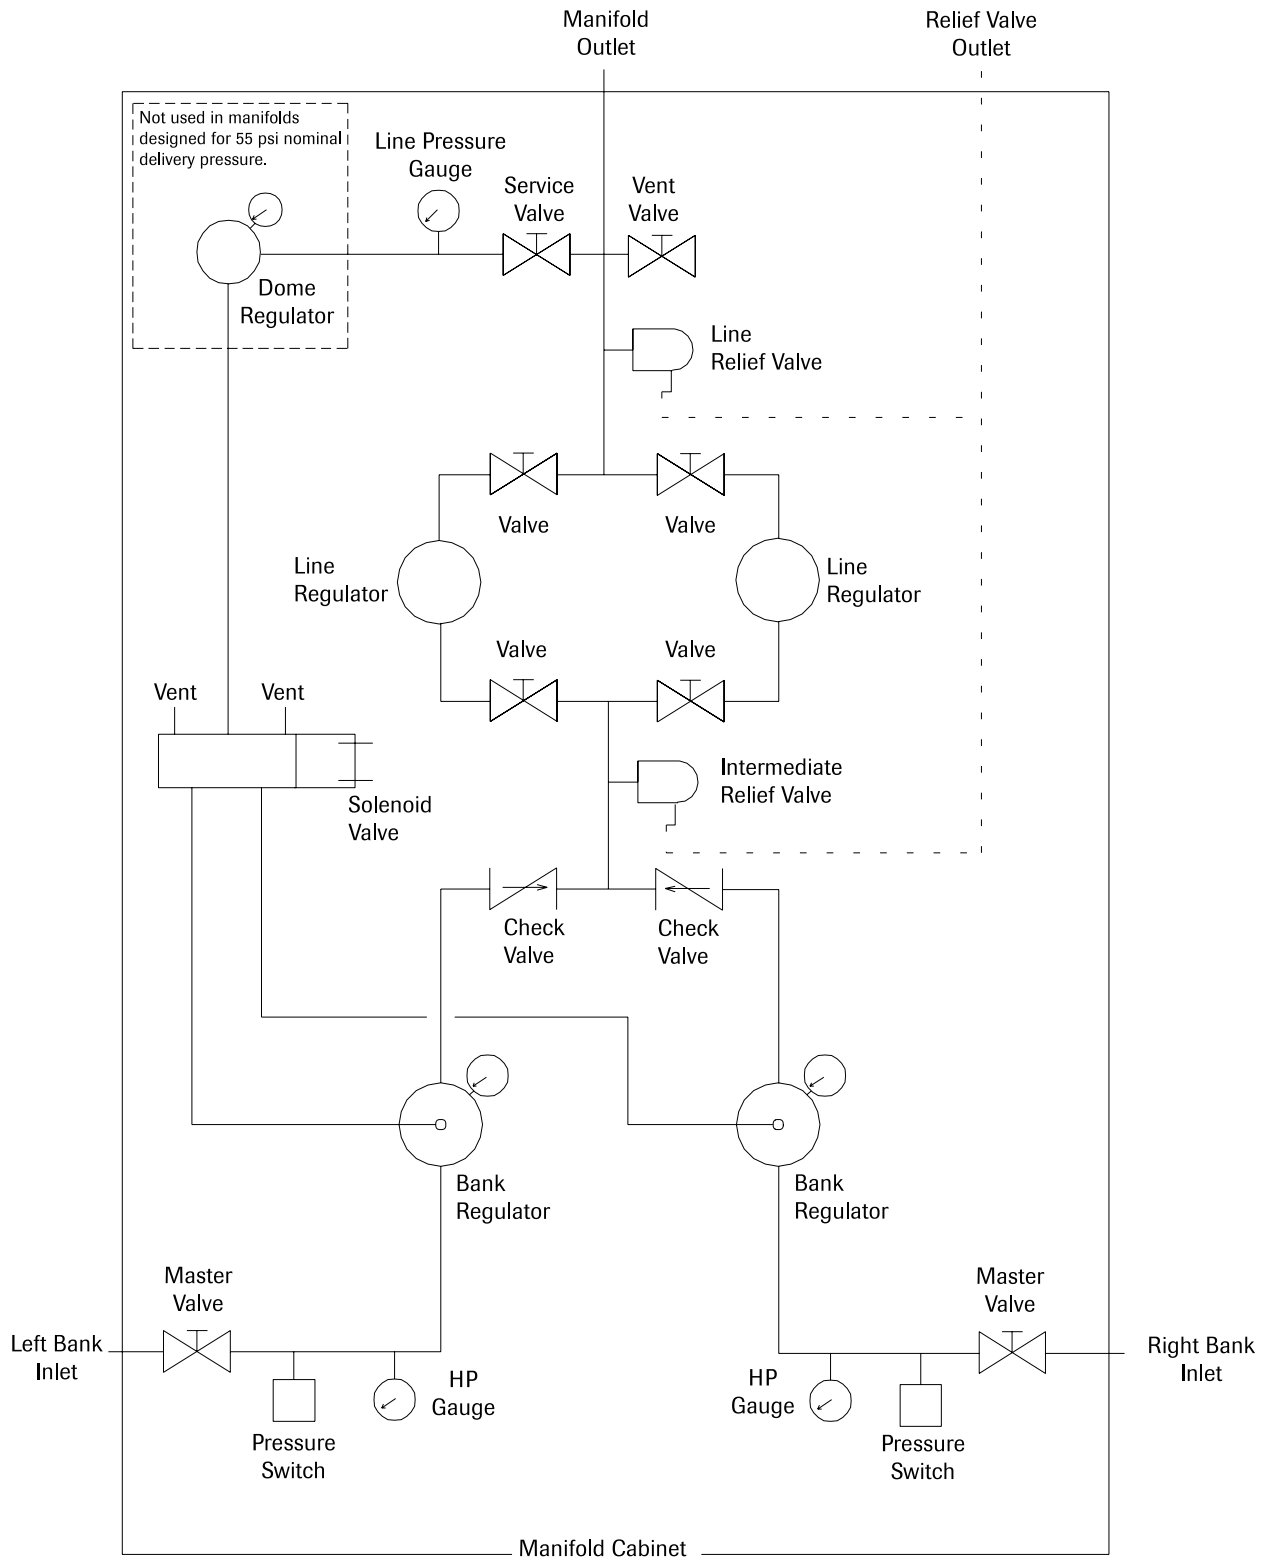 Manifold
Outlet
Relief Valve
Outlet
Not used in manifolds
designed for 55 psi nominal
delivery pressure.
Line Pressure
Gauge
Service
Valve
Vent
Valve
Dome
Regulator
Line
Relief Valve
Valve
Valve
Line
Regulator
Line
Regulator
Valve
Valve
Vent
Vent
Intermediate
Relief Valve
Solenoid
Valve
Check
Valve
Check
Valve
Bank
Regulator
Bank
Regulator
Master
Valve
Master
Valve
Left Bank
Inlet
Right Bank
Inlet
HP
Gauge
HP
Gauge
Pressure
Switch
Pressure
Switch
Manifold Cabinet